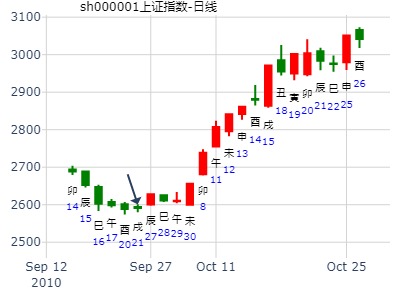 sh000001上证指数-日线
3100
3000
2900
2800
2700
2600
2500
卯 14
辰 15
巳 16
午 17
酉 20
戌 21
辰 27
巳 28
午 29
未 30
卯 8
午 11
未 12
申 13
酉 14
戌 15
丑 18
寅 19
卯 20
辰 21
巳 22
申 25
酉 26
Sep 12 Sep 27 Oct 11 Oct 25
2010